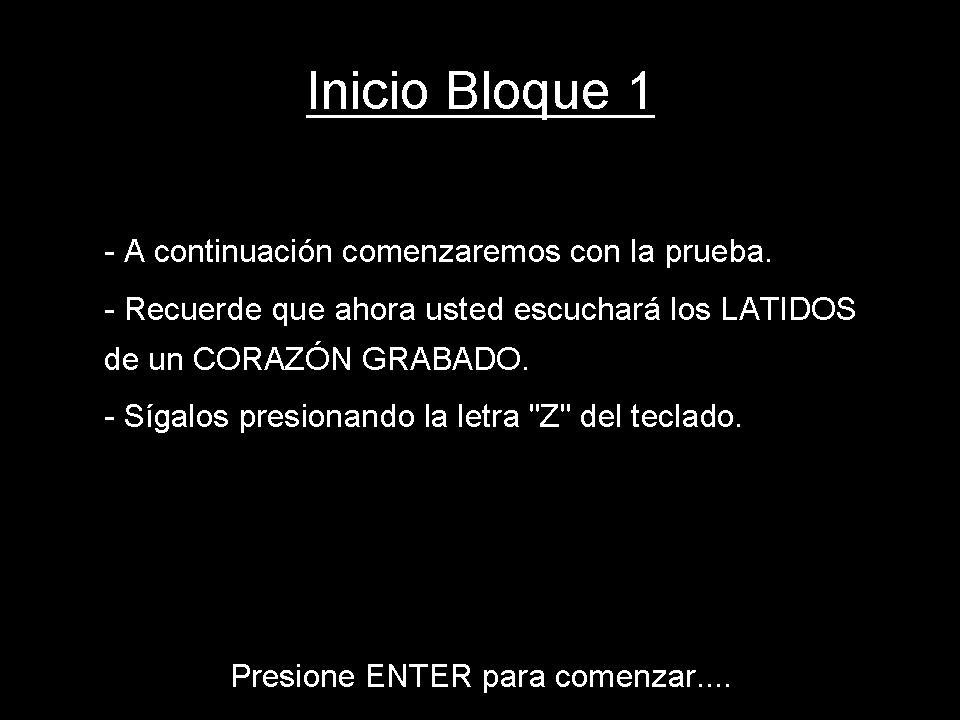 Inicio Bloque 1
- A continuación comenzaremos con la prueba.
- Recuerde que ahora usted escuchará los LATIDOS
de un CORAZÓN GRABADO.
- Sígalos presionando la letra "Z" del teclado.
Presione ENTER para comenzar....